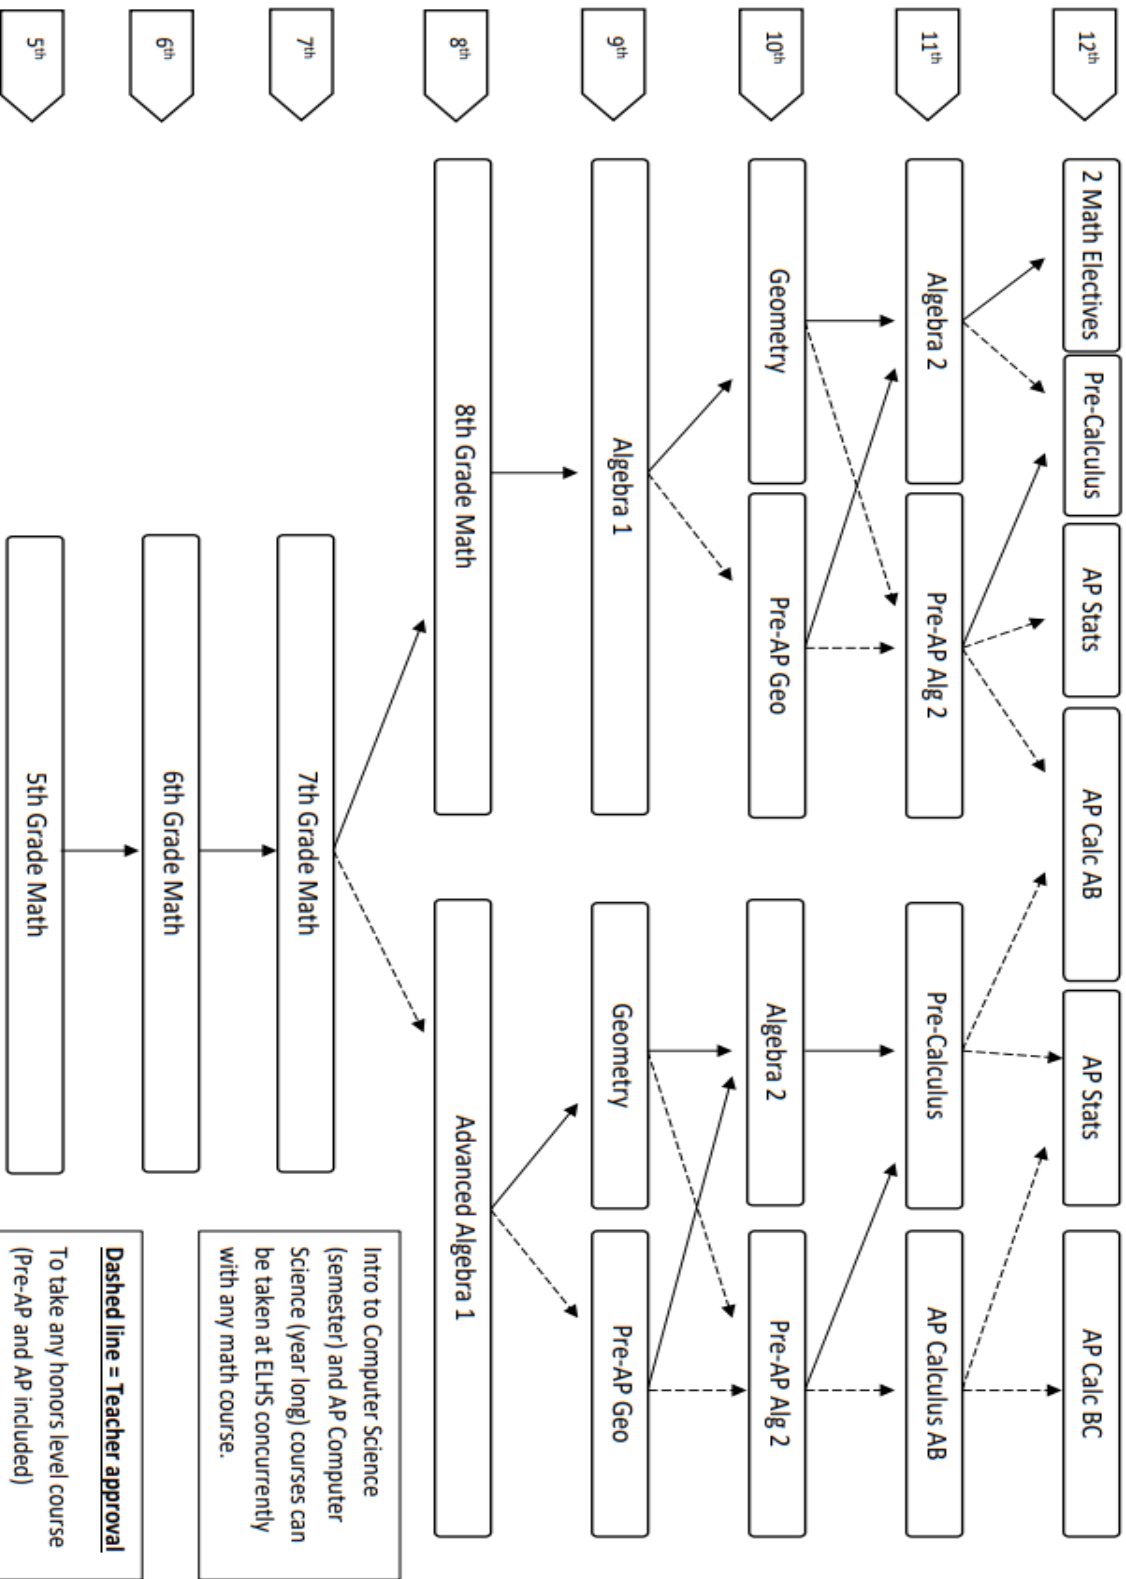 5th
6th
7th
8th
9th
10th
11th
12th
2 Math Electives
Pre-Calculus
AP Stats
AP Calc AB
AP Stats
AP Calc BC
Algebra 2
Pre-AP Alg 2
Pre-Calculus
AP Calculus AB
Geometry
Pre-AP Geo
Algebra 2
Pre-AP Alg 2
Algebra 1
Geometry
Pre-AP Geo
8th Grade Math
Advanced Algebra 1
7th Grade Math
6th Grade Math
5th Grade Math
Intro to Computer Science
(semester) and AP Computer
Science (year long) courses can
be taken at ELHS concurrently
with any math course.
Dashed line = Teacher approval
To take any honors level course
(Pre-AP and AP included)